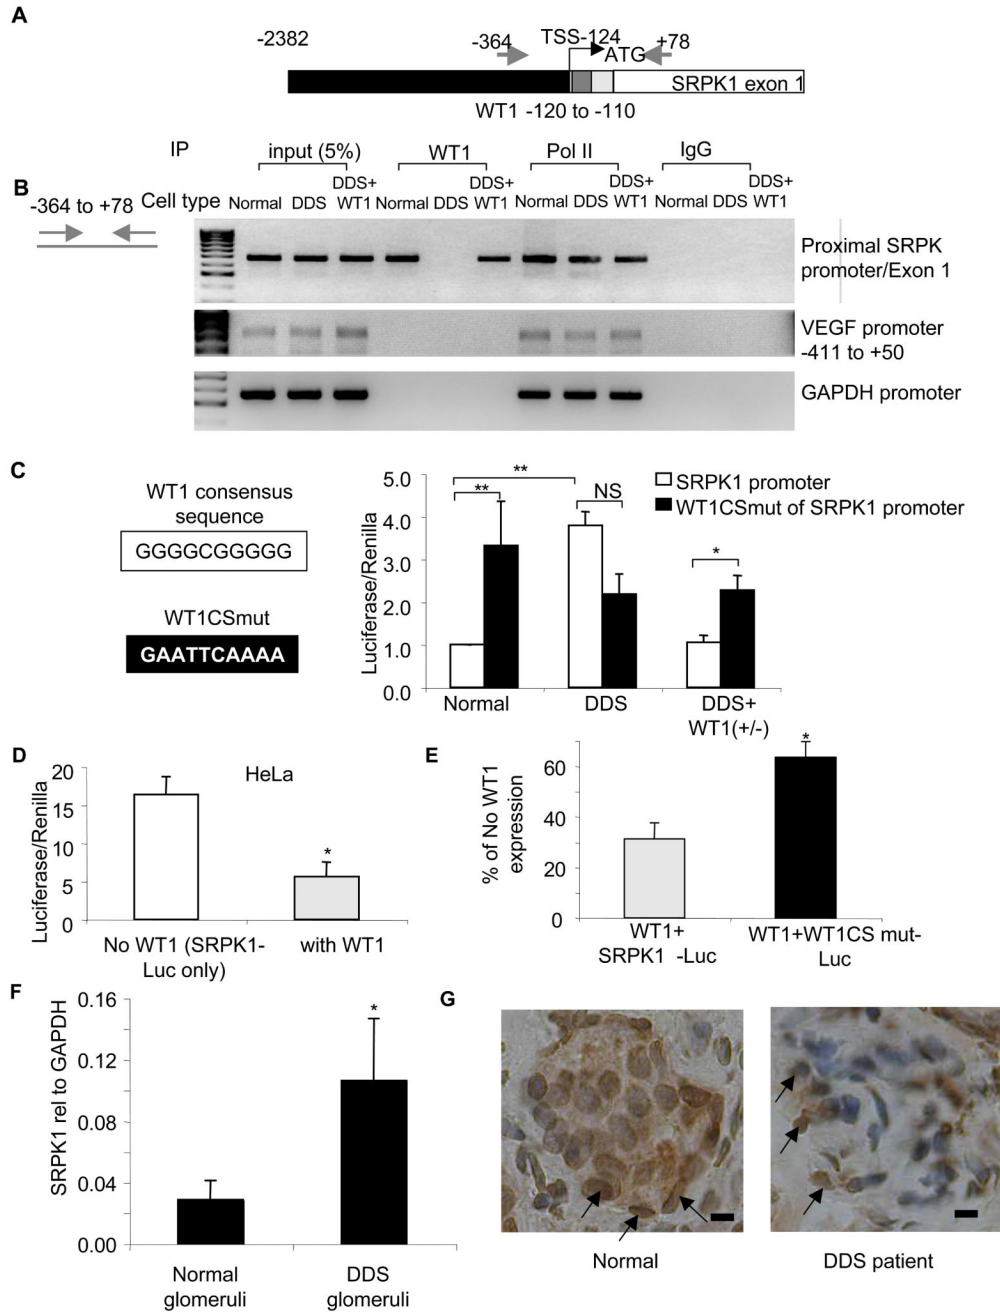 A
-2382
-364
TSS-124
ATG
+78
SRPK1 exon 1
WT1 -120 to -110
IP
input (5%)
WT1
Pol II
IgG
B
-364 to +78
Cell type
Normal DDS DDS+ WT1 Normal DDS DDS+ WT1 Normal DDS DDS+ WT1 Normal DDS DDS+ WT1
Proximal SRPK
promoter/Exon 1
VEGF promoter
-411 to +50
GAPDH promoter
C
WT1 consensus
sequence
GGGGCGGGGG
WT1CSmut
GAATTCAAAA
Luciferase/Renilla
5.0
4.0
3.0
2.0
1.0
0.0
**
**
NS
*
SRPK1 promoter
WT1CSmut of SRPK1 promoter
Normal
DDS
DDS+
WT1(+/-)
D
HeLa
Luciferase/Renilla
20
15
10
5
0
*
No WT1 (SRPK1-
Luc only)
with WT1
E
% of No WT1
expression
60
40
20
0
*
WT1+
SRPK1 -Luc
WT1+WT1CS mut-
Luc
F
SRPK1 rel to GAPDH
0.16
0.12
0.08
0.04
0.00
*
Normal
glomeruli
DDS
glomeruli
G
Normal
DDS patient